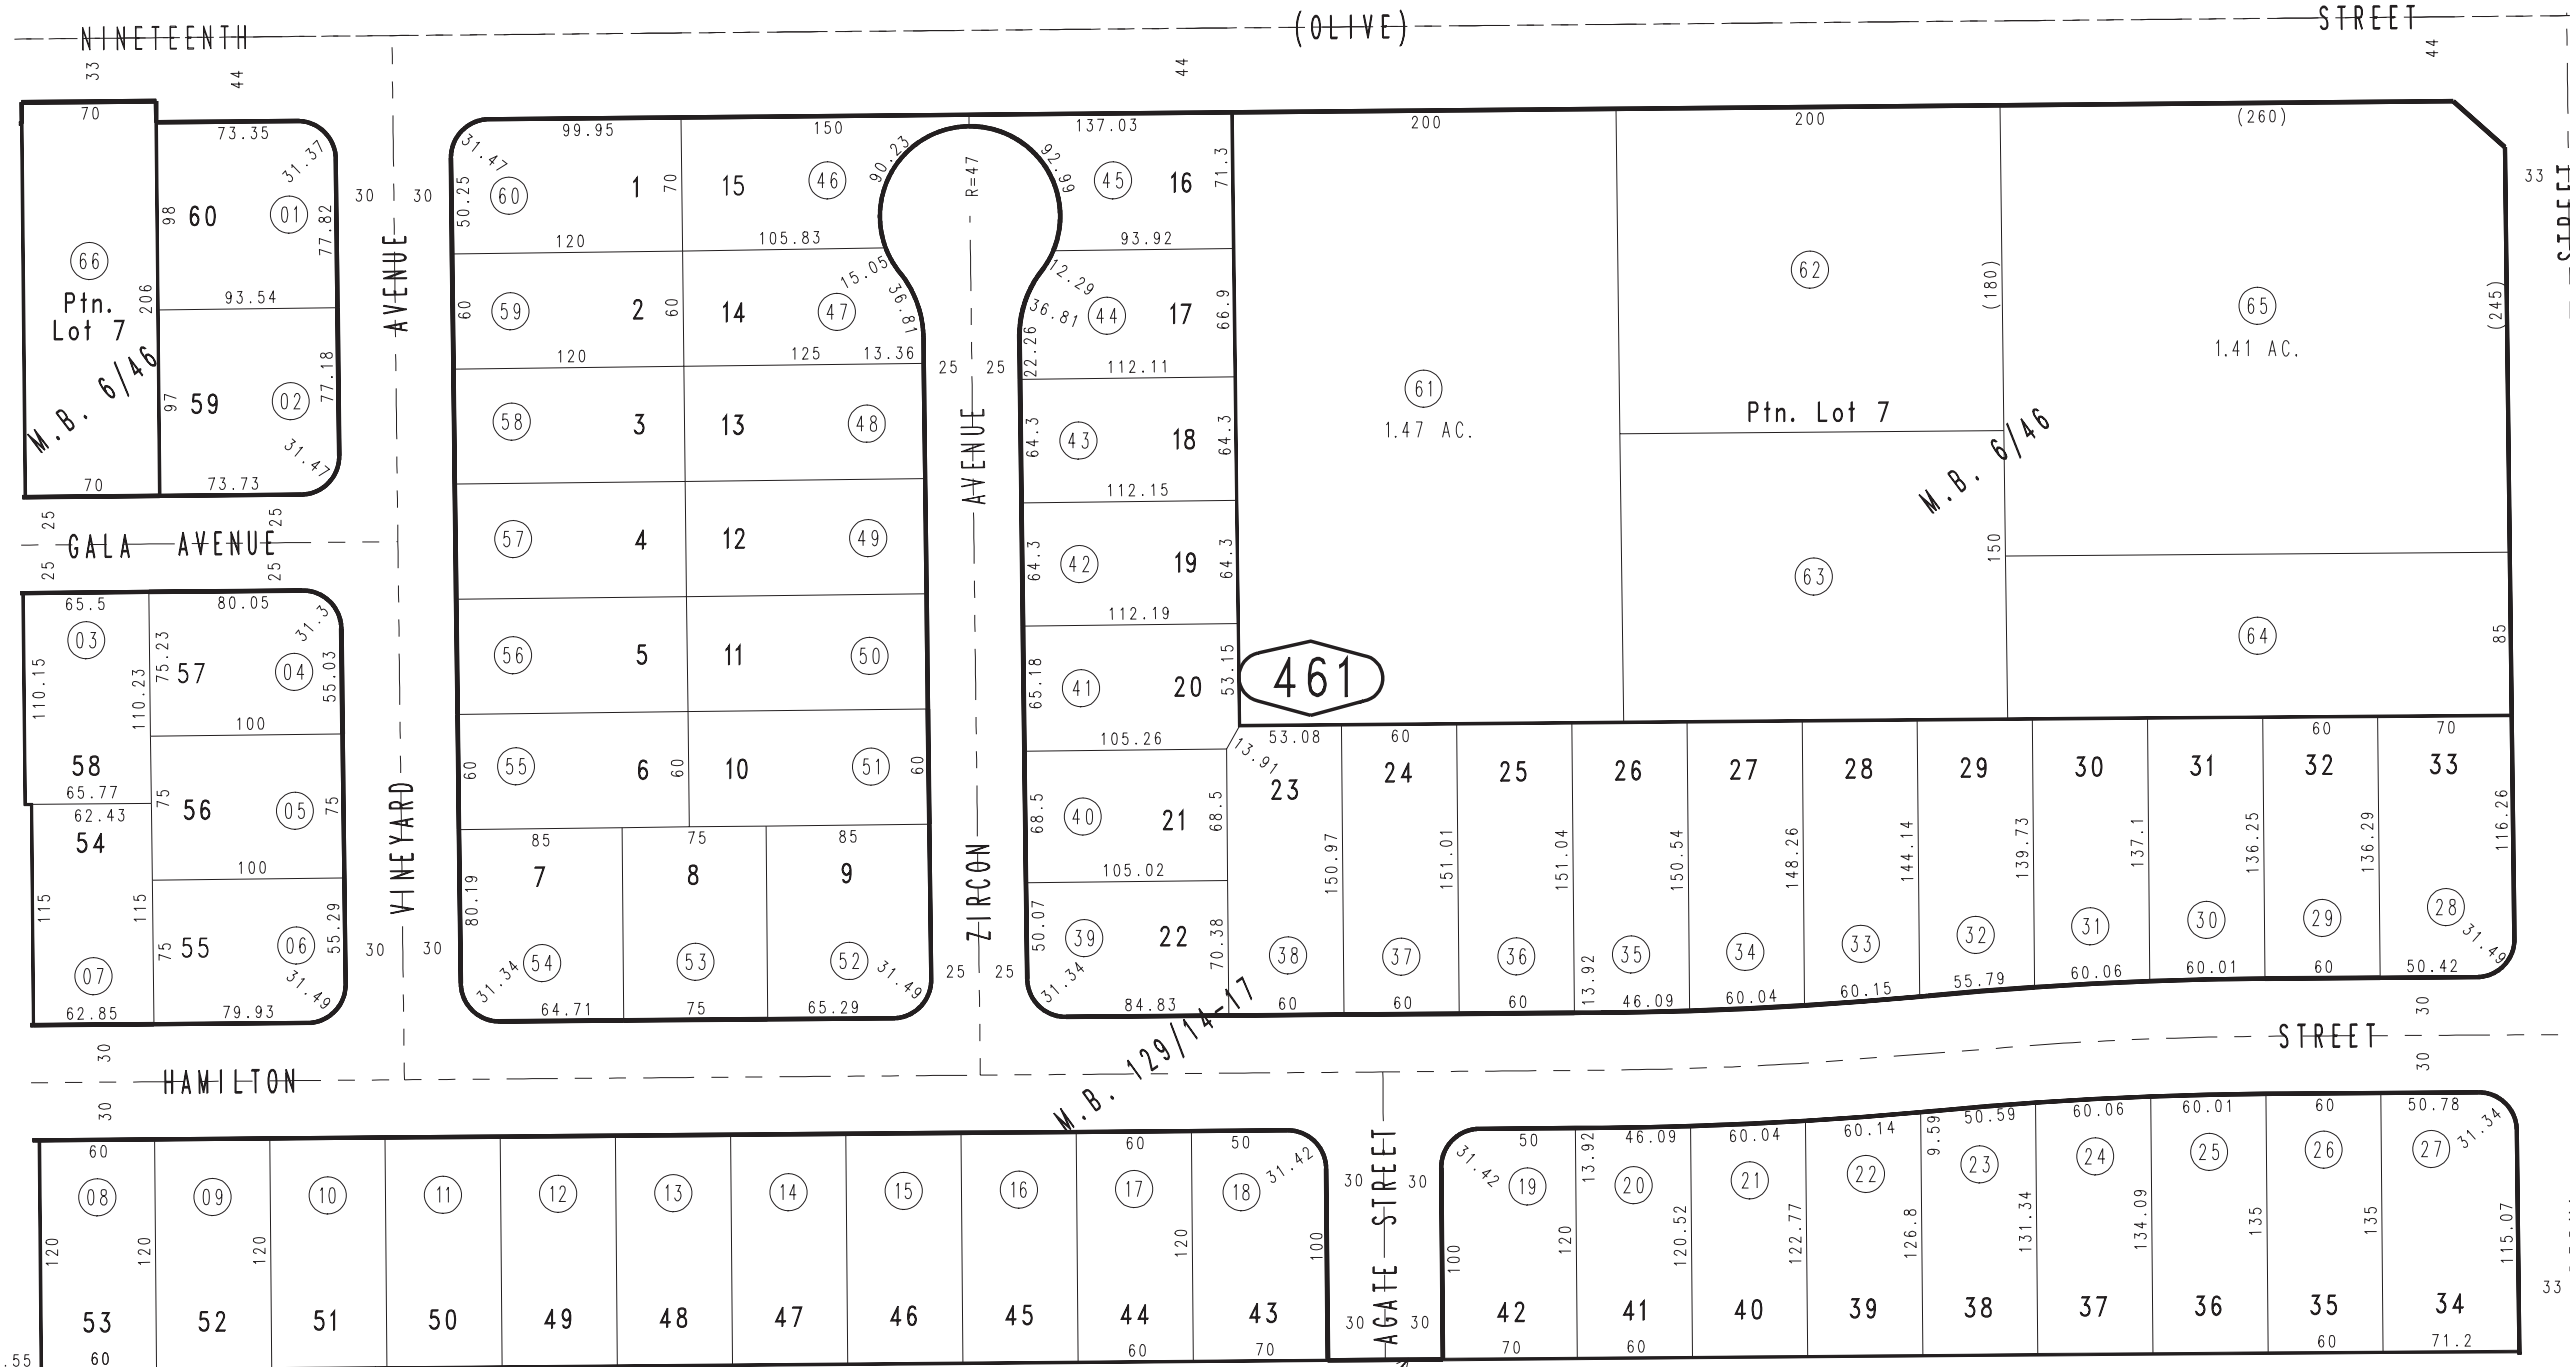 NINETEENTH (OLIVE) STREET
33 44 44 44
70 73.35 31.37 99.95 150 137.03 200 200 (260)
31.47 50.25 60 1 70 15 46 90.23 R=47 92.99 45 16 71.3
98 60 01 77.82 30 30 120 105.83 93.92 33
STREET
66
Ptn.
Lot 7
M.B. 6/46
206 93.54
60 59 2 60 14 15.05 47 36.81 12.29 36.81 44 17 66.9
22.26 120 125 13.36 25 25 112.11
97 59 02 77.18 31.47
70 73.73
58 3 13 48 64.3 43 18 64.3 112.15
61
1.47 AC.
62
(180)
Ptn. Lot 7
M.B. 6/46
65
1.41 AC.
(245)
AVENUE
AVENUE
25 25
GALA AVENUE
25 25
57 4 12 49 64.3 42 19 64.3 112.19
63 150 64 85
65.5 80.05 31.3
03 110.15 110.23 75.23 57 04 55.03 100
58
65.77
56 5 11 50 65.18 41 20 53.15 105.26
461
60 55 6 60 10 51 60
62.43
54
75 56 05 75 100
115 115 75 55 06 55.29 31.49
07
62.85 79.93
VINEYARD
30 30
85 75 85
7 8 9
80.19 31.34 54 53 52 31.49
64.71 75 65.29
ZIRCON
25 25
68.5 40 21 68.5 105.02
50.07 39 22 70.38 31.34 84.83
13.91 53.08 60 60 70
23 24 25 26 27 28 29 30 31 32 33
150.97 151.01 151.04 150.54 148.26 144.14 139.73 137.1 136.25 136.29 116.26
38 37 36 13.92 35 34 33 32 31 30 29 28 31.49
60 60 60 46.09 60.04 60.15 55.79 60.06 60.01 60 50.42
M.B. 129/14-17
30 30
HAMILTON STREET
30 30
60 60 50 31.42
08 09 10 11 12 13 14 15 16 17 18
120 120 120 120 100
53 52 51 50 49 48 47 46 45 44 43
.55 60 60 70
AGATE STREET
30 30
30 30
50 13.92 46.09 60.04 60.14 9.59 50.59 60.06 60.01 60 50.78
31.42 19 20 21 22 23 24 25 26 27 31.34
100 120 120.52 122.77 126.8 131.34 134.09 135 135 115.07
33
42 41 40 39 38 37 36 35 34
70 60 60 71.2